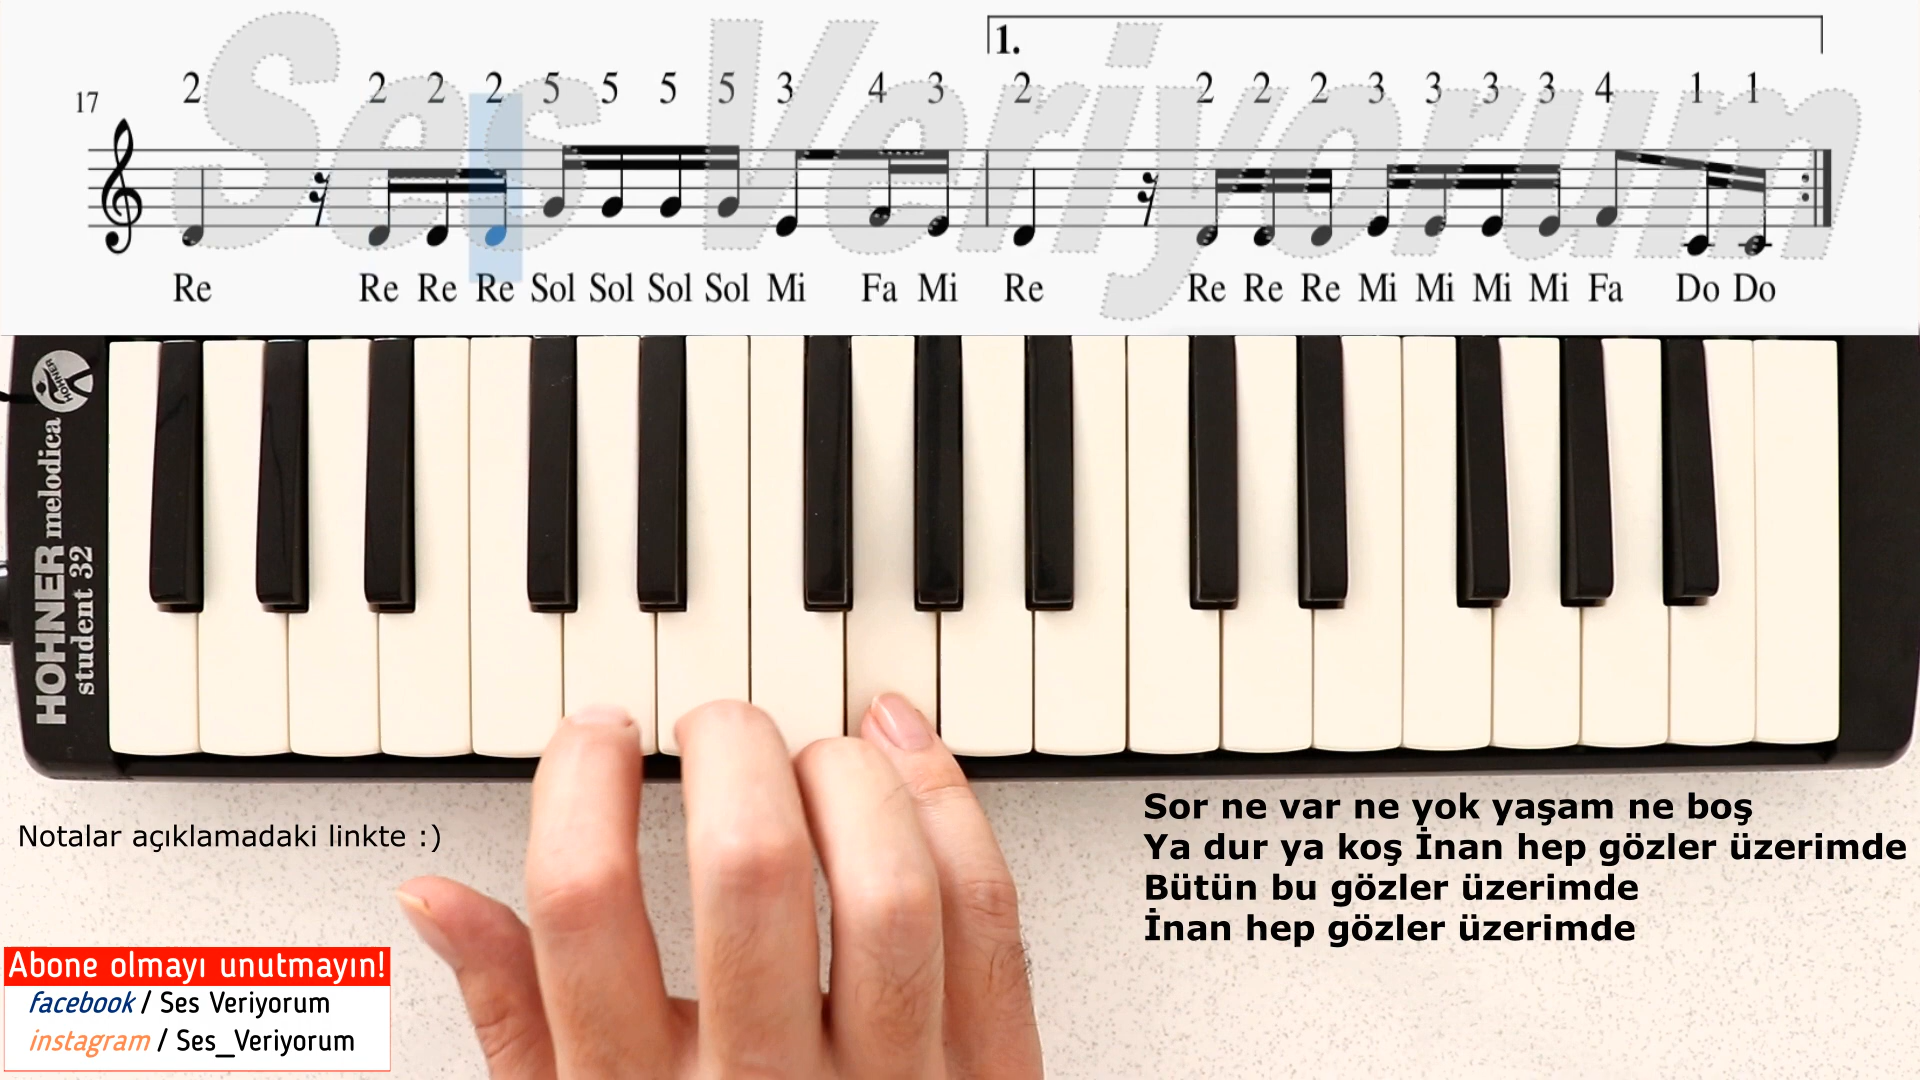 1.
2 2 2 2 5 5 5 5 3 4 3 2 2 2 2 3 3 3 3 4 1 1
17
Ses Veriyorum
Re Re Re Re Sol Sol Sol Sol Mi Fa Mi Re Re Re Re Mi Mi Mi Mi Fa Do Do
HOHNER
HOHNER melodica
student 32
Sor ne var ne yok yaşam ne boş
Ya dur ya koş İnan hep gözler üzerimde
Bütün bu gözler üzerimde
İnan hep gözler üzerimde
Notalar açıklamadaki linkte :)
Abone olmayı unutmayın!
facebook / Ses Veriyorum
instagram / Ses_Veriyorum